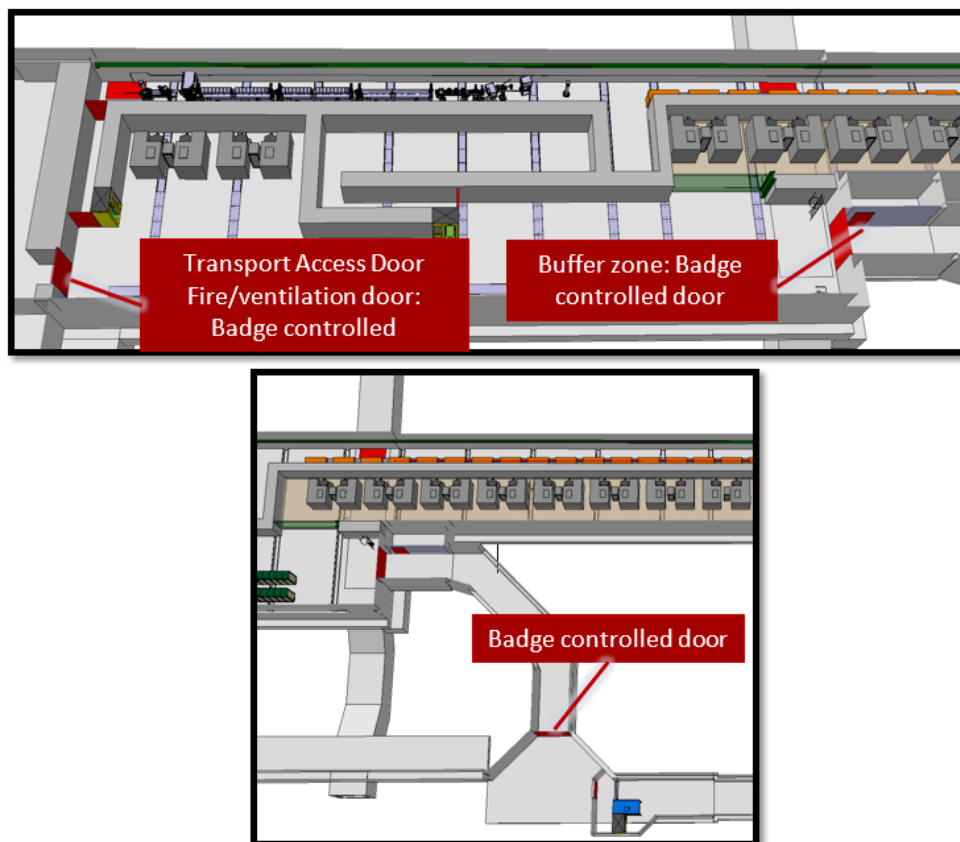 Transport Access Door
Fire/ventilation door:
Badge controlled
Buffer zone: Badge
controlled door
Badge controlled door